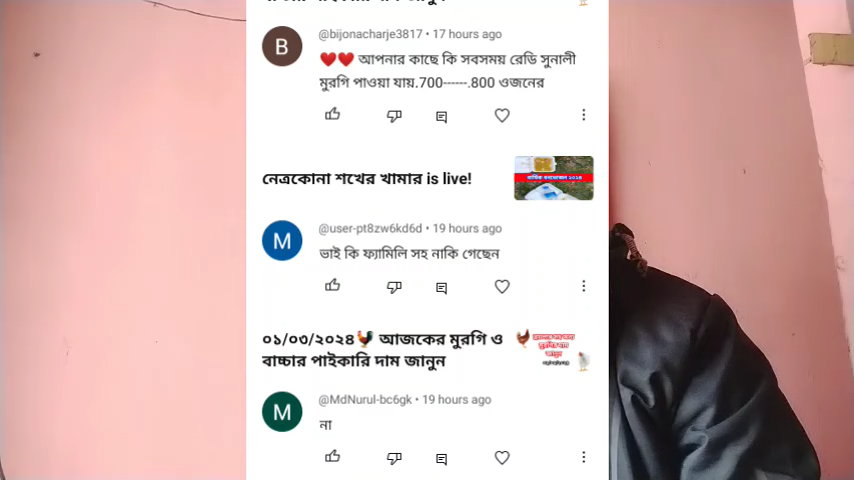 @bijonacharje3817 • 17 hours ago
❤️❤️ আপনার কাছে কি সবসময় রেডি সুনালী
মুরগি পাওয়া যায়.700------.800 ওজনের
নেত্রকোনা শখের খামার is live!
@user-pt8zw6kd6d • 19 hours ago
ভাই কি ফ্যামিলি সহ নাকি গেছেন
০১/০৩/২০২৪🐓 আজকের মুরগি ও
বাচ্চার পাইকারি দাম জানুন
@MdNurul-bc6gk • 19 hours ago
না